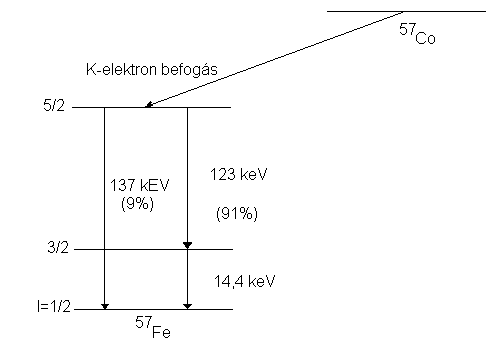 57Co
K-elektron befogás
5/2
137 kEV
(9%)
123 keV
(91%)
3/2
14,4 keV
I=1/2
57Fe